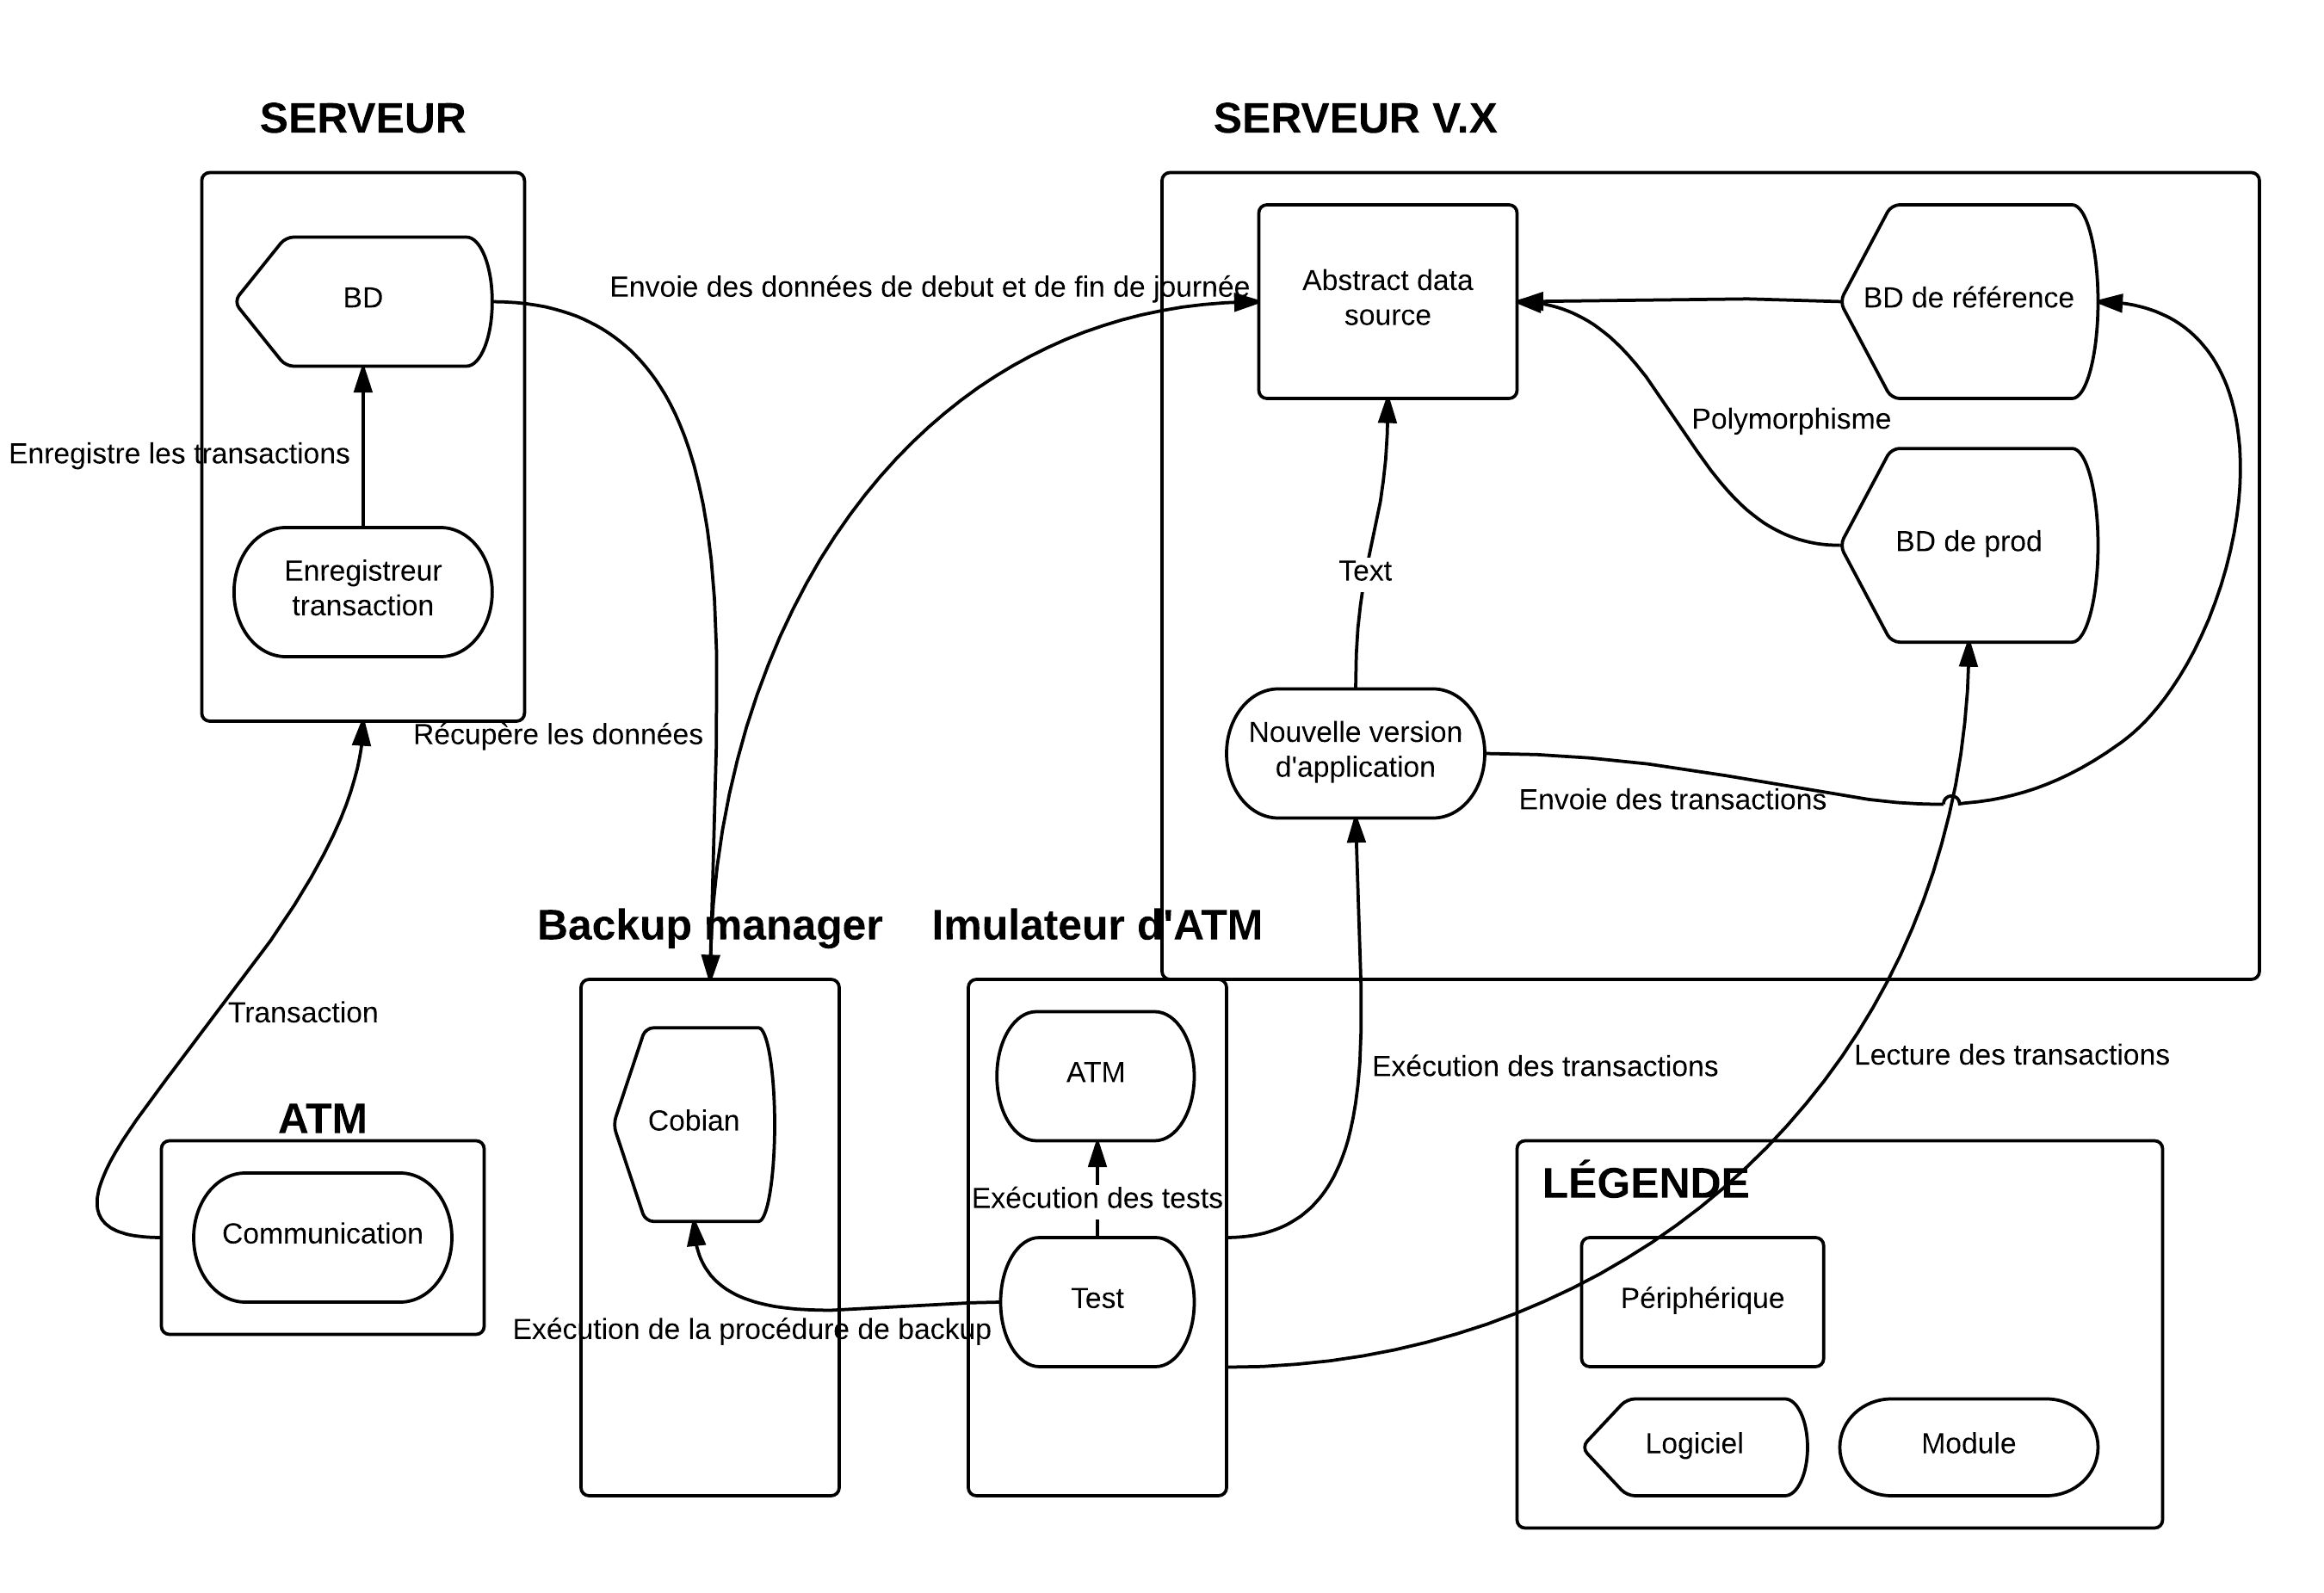 SERVEUR
SERVEUR V.X
BD
Envoie des données de debut et de fin de journée
Abstract data
source
BD de référence
Polymorphisme
Enregistre les transactions
BD de prod
Enregistreur
transaction
Text
Récupère les données
Nouvelle version
d'application
Envoie des transactions
Backup manager
Imulateur d'ATM
Transaction
ATM
Exécution des transactions
Lecture des transactions
ATM
Cobian
LÉGENDE
Exécution des tests
Communication
Test
Périphérique
Exécution de la procédure de backup
Logiciel
Module